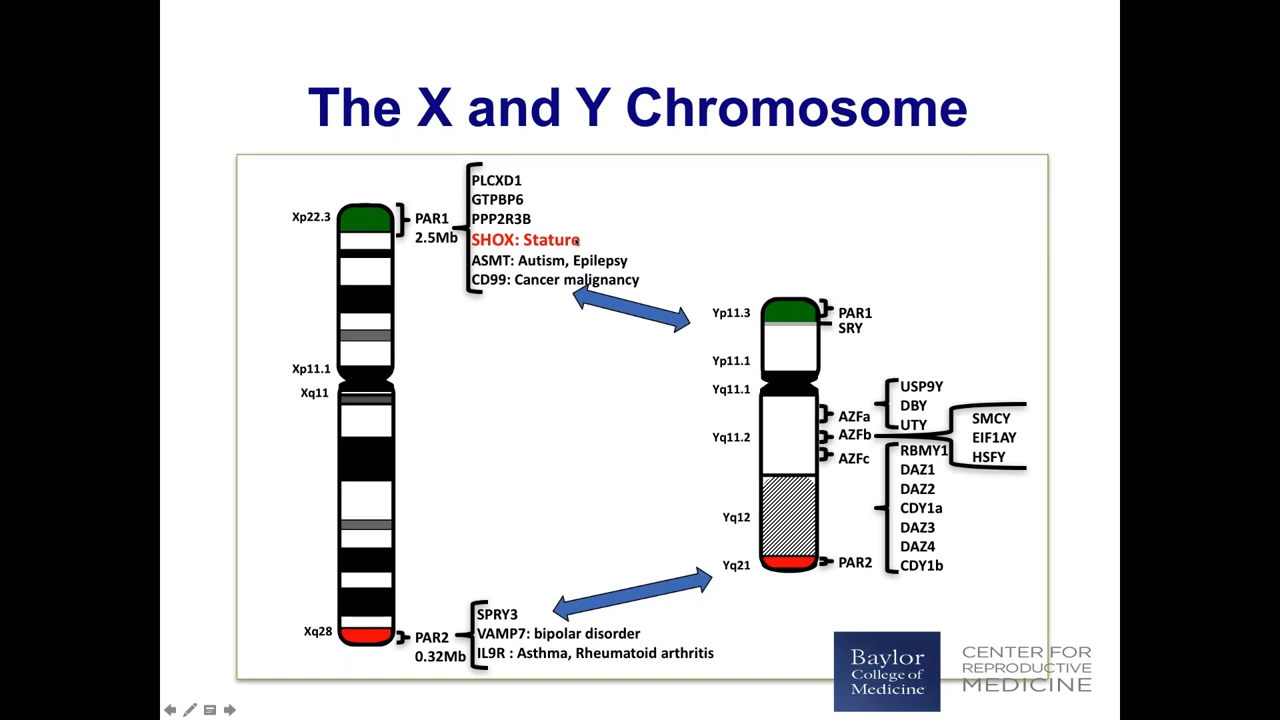 The X and Y Chromosome
Xp22.3
PAR1
2.5Mb
PLCXD1
GTPBP6
PPP2R3B
SHOX: Stature
ASMT: Autism, Epilepsy
CD99: Cancer malignancy
Xp11.1
Xq11
Xq28
PAR2
0.32Mb
SPRY3
VAMP7: bipolar disorder
IL9R : Asthma, Rheumatoid arthritis
Yp11.3
PAR1
SRY
Yp11.1
Yq11.1
Yq11.2
AZFa
AZFb
AZFc
USP9Y
DBY
UTY
SMCY
EIF1AY
HSFY
RBMY1
DAZ1
DAZ2
CDY1a
DAZ3
DAZ4
CDY1b
Yq12
Yq21
PAR2
Baylor
College of
Medicine
CENTER FOR
REPRODUCTIVE
MEDICINE